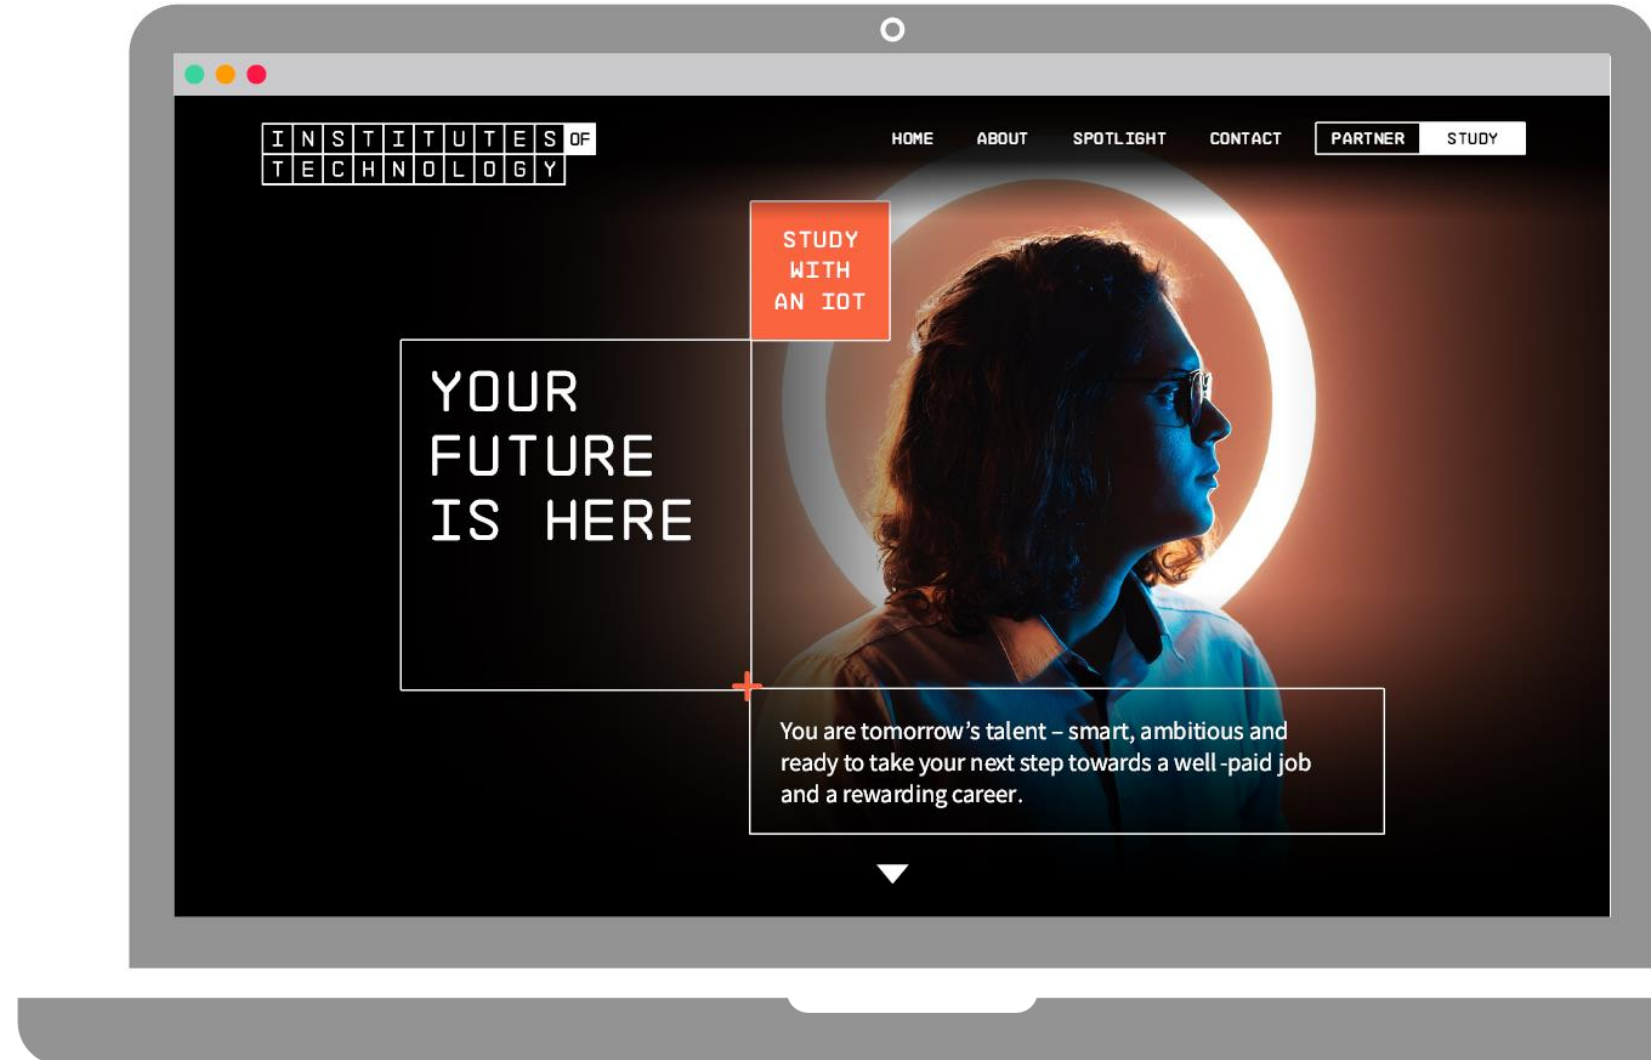 INSTITUTES OF
TECHNOLOGY
HOME ABOUT SPOTLIGHT CONTACT PARTNER STUDY
STUDY
WITH
AN IOT
YOUR
FUTURE
IS HERE
You are tomorrow’s talent – smart, ambitious and
ready to take your next step towards a well-paid job
and a rewarding career.